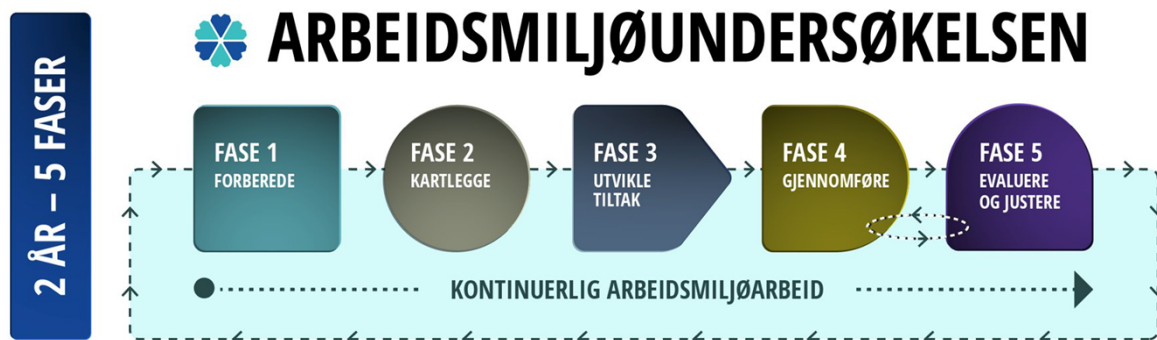 2 ÅR – 5 FASER
ARBEIDSMILJØUNDERSØKELSEN
FASE 1
FORBEREDE
FASE 2
KARTLEGGE
FASE 3
UTVIKLE
TILTAK
FASE 4
GJENNOMFØRE
FASE 5
EVALUERE
OG JUSTERE
KONTINUERLIG ARBEIDSMILJØARBEID